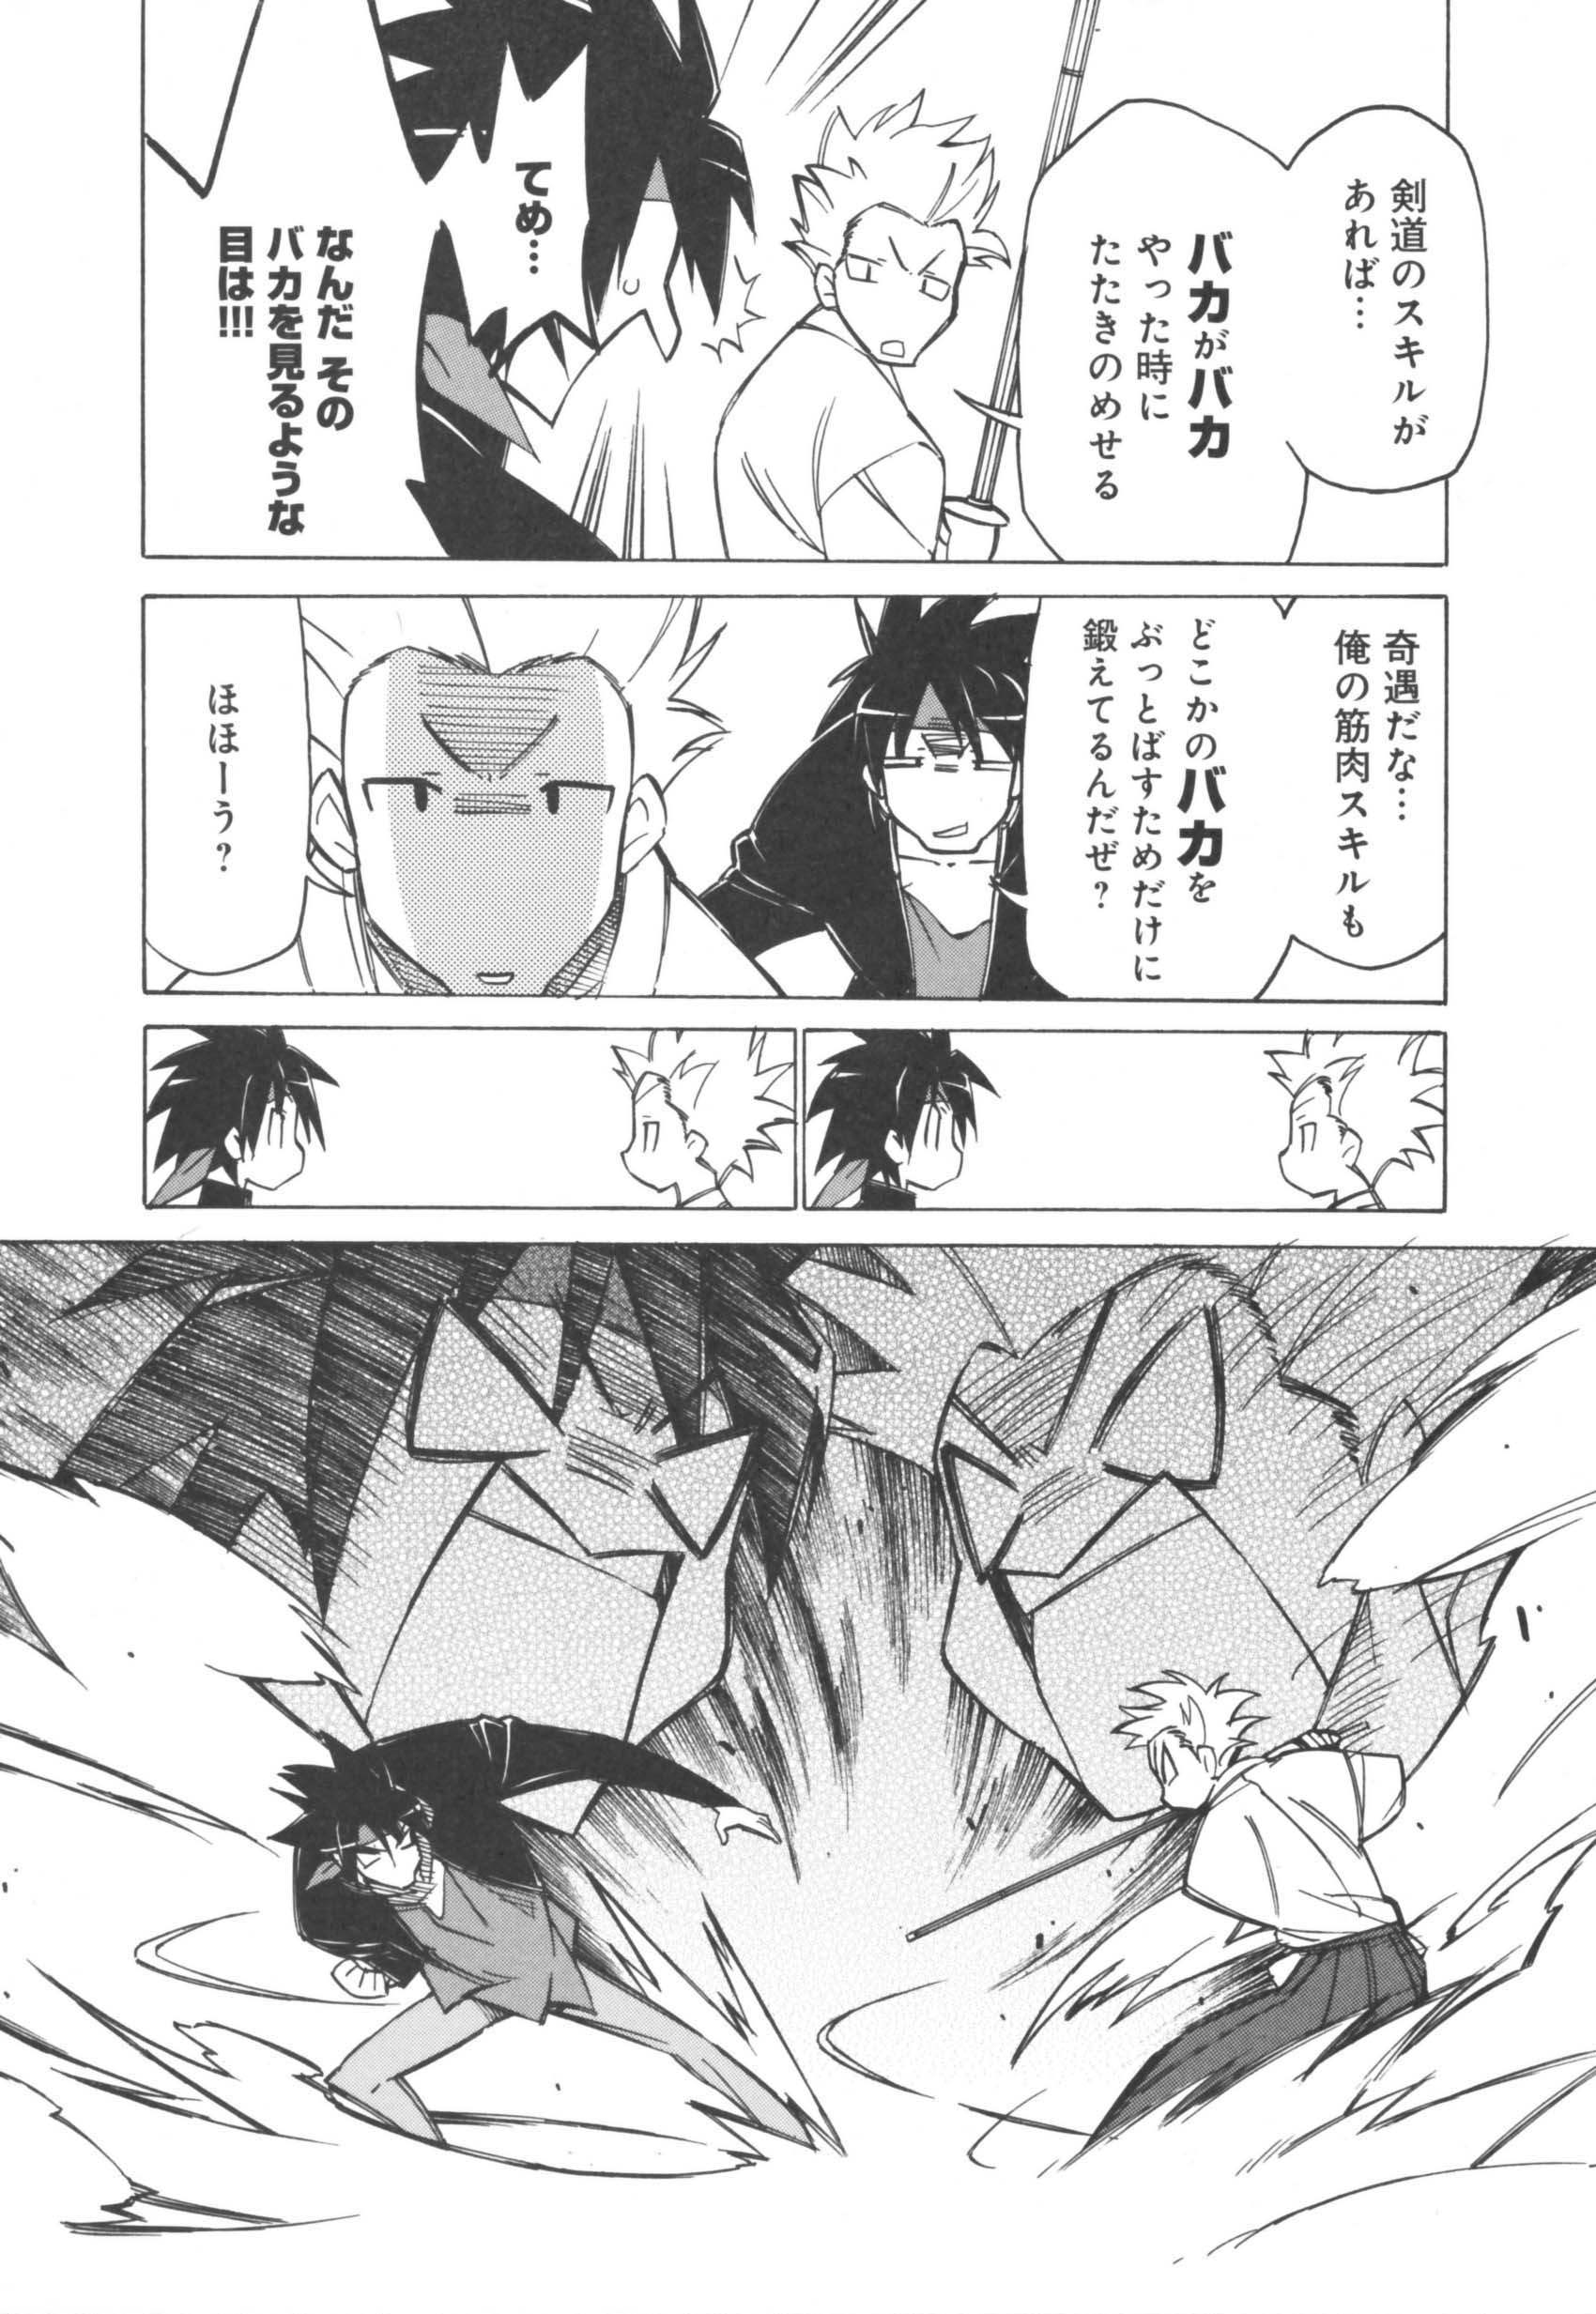 剣道のスキルが
あれば…
バカがバカ
やった時に
たたきのめせる
てめ…
なんだ その
バカを見るような
目は!!!
奇遇だな…
俺の筋肉スキルも
どこかのバカを
ぶっとばすためだけに
鍛えてるんだぜ?
ほほーう?